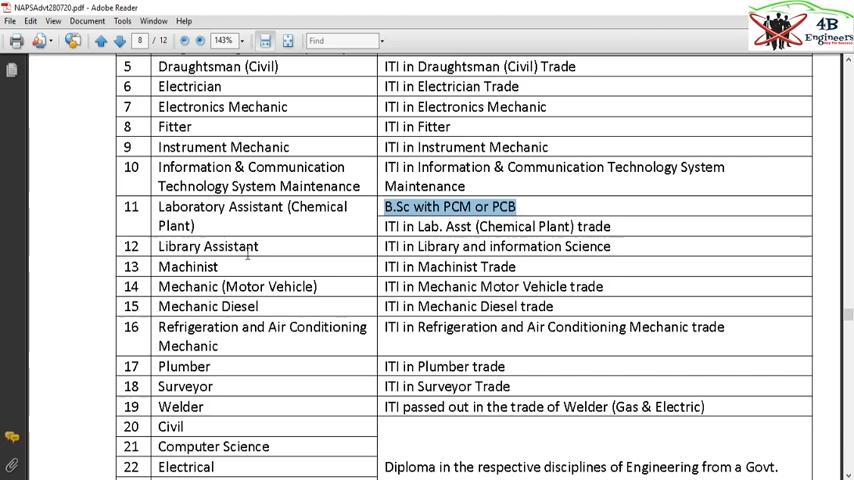 NAPSAdvt280720.pdf - Adobe Reader
File Edit View Document Tools Window Help
8 / 12 143% Find
4B
Engineers
5 Draughtsman (Civil) ITI in Draughtsman (Civil) Trade
6 Electrician ITI in Electrician Trade
7 Electronics Mechanic ITI in Electronics Mechanic
8 Fitter ITI in Fitter
9 Instrument Mechanic ITI in Instrument Mechanic
10 Information & Communication ITI in Information & Communication Technology System
Technology System Maintenance Maintenance
11 Laboratory Assistant (Chemical B.Sc with PCM or PCB
Plant) ITI in Lab. Asst (Chemical Plant) trade
12 Library Assistant ITI in Library and information Science
13 Machinist ITI in Machinist Trade
14 Mechanic (Motor Vehicle) ITI in Mechanic Motor Vehicle trade
15 Mechanic Diesel ITI in Mechanic Diesel trade
16 Refrigeration and Air Conditioning ITI in Refrigeration and Air Conditioning Mechanic trade
Mechanic
17 Plumber ITI in Plumber trade
18 Surveyor ITI in Surveyor Trade
19 Welder ITI passed out in the trade of Welder (Gas & Electric)
20 Civil
21 Computer Science
22 Electrical Diploma in the respective disciplines of Engineering from a Govt.